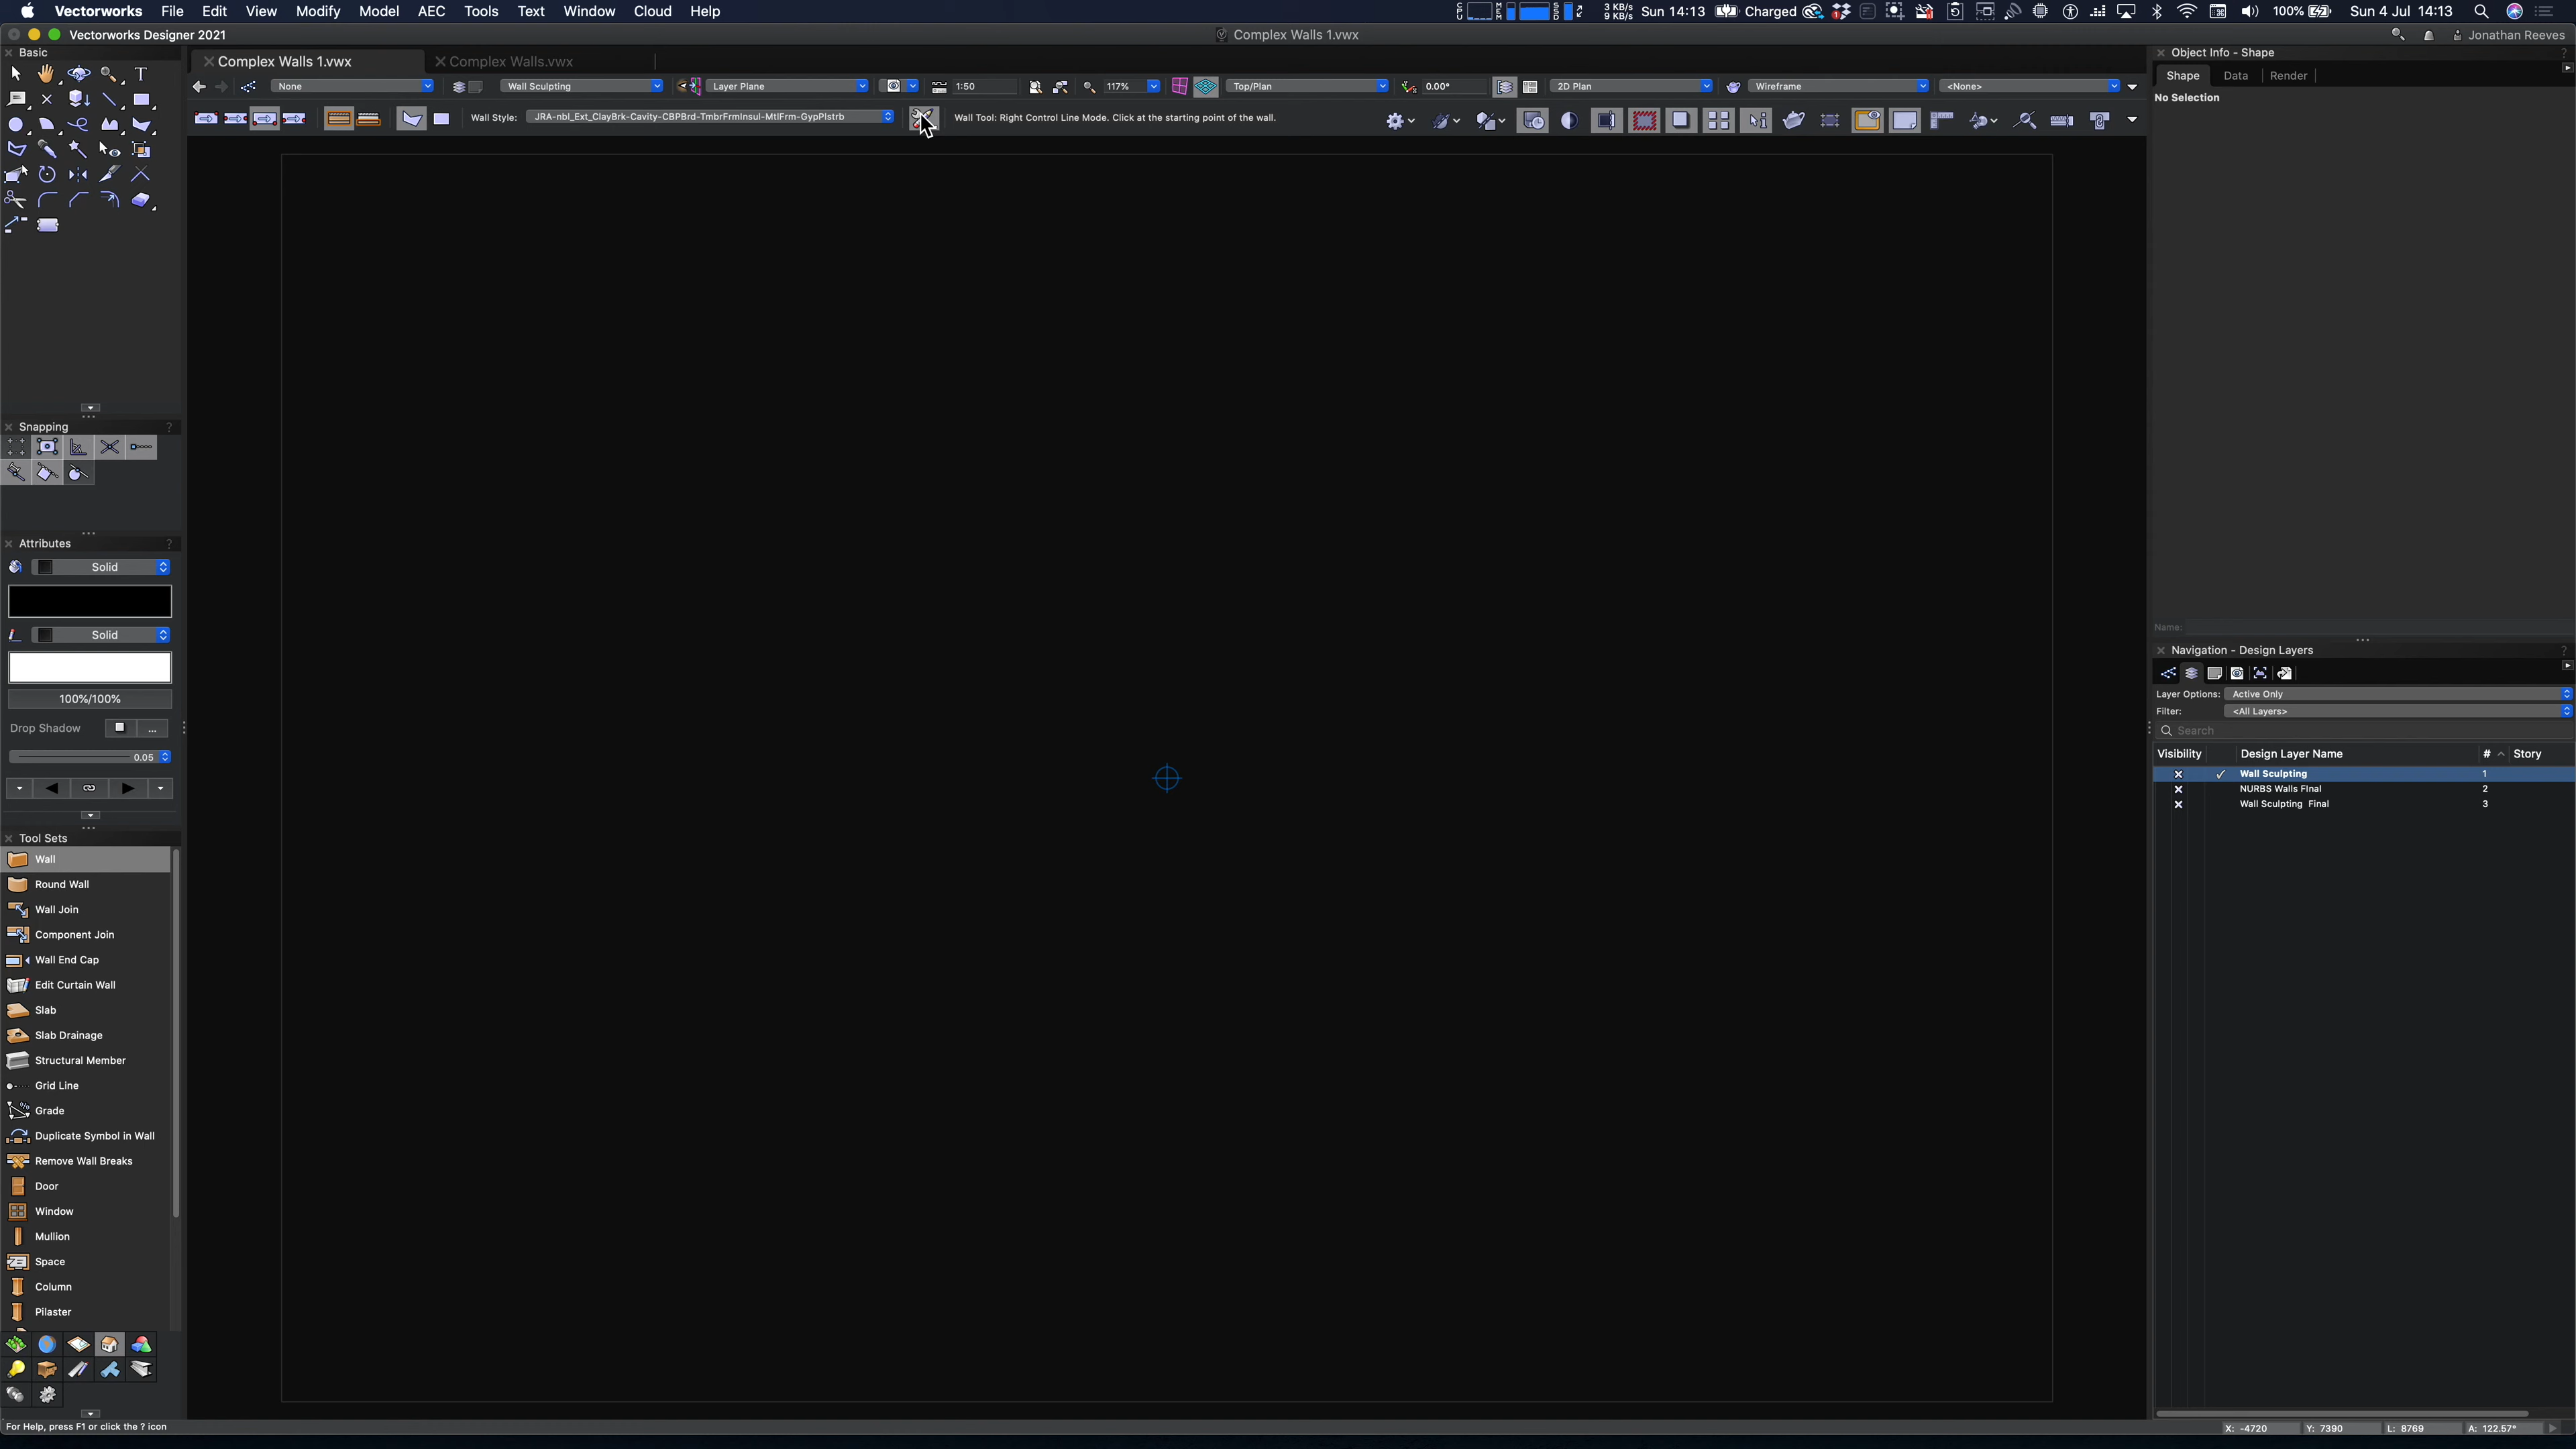 Vectorworks File Edit View Modify Model AEC Tools Text Window Cloud Help
CPU MEM SSD 3 KB/s 9 KB/s Sun 14:13 Charged 100% Sun 4 Jul 14:13
Vectorworks Designer 2021
Complex Walls 1.vwx
Jonathan Reeves
Basic
Complex Walls 1.vwx
Complex Walls.vwx
None
Wall Sculpting
Layer Plane
1:50
117%
Top/Plan
0.00°
2D Plan
Wireframe
<None>
Wall Style: JRA-nbl_Ext_ClayBrk-Cavity-CBPBrd-TmbrFrmInsul-MtlFrm-GypPlstrb
Wall Tool: Right Control Line Mode. Click at the starting point of the wall.
Object Info - Shape
?
Shape Data Render
No Selection
Name:
Snapping ?
Attributes ?
Solid
Solid
100%/100%
Drop Shadow ...
0.05
Tool Sets
Wall
Round Wall
Wall Join
Component Join
Wall End Cap
Edit Curtain Wall
Slab
Slab Drainage
Structural Member
Grid Line
Grade
Duplicate Symbol in Wall
Remove Wall Breaks
Door
Window
Mullion
Space
Column
Pilaster
Navigation - Design Layers
?
Layer Options: Active Only
Filter: <All Layers>
Search
Visibility Design Layer Name # Story
Wall Sculpting 1
NURBS Walls Final 2
Wall Sculpting Final 3
For Help, press F1 or click the ? icon
X: -4720 Y: 7390 L: 8769 A: 122.57°